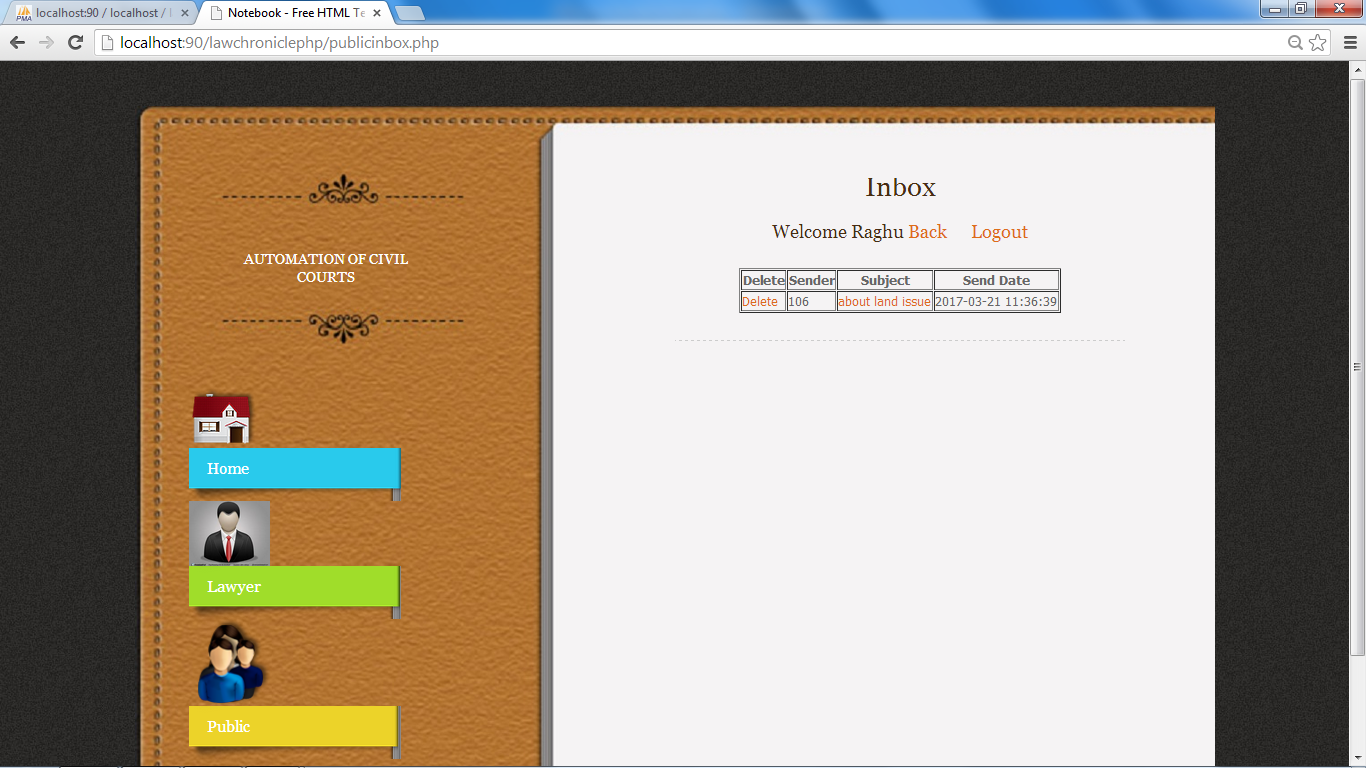 localhost:90 / localhost / l
Notebook - Free HTML Te
localhost:90/lawchroniclephp/publicinbox.php
AUTOMATION OF CIVIL
COURTS
Home
Lawyer
Public
Inbox
Welcome Raghu Back Logout
Delete Sender Subject Send Date
Delete 106 about land issue 2017-03-21 11:36:39